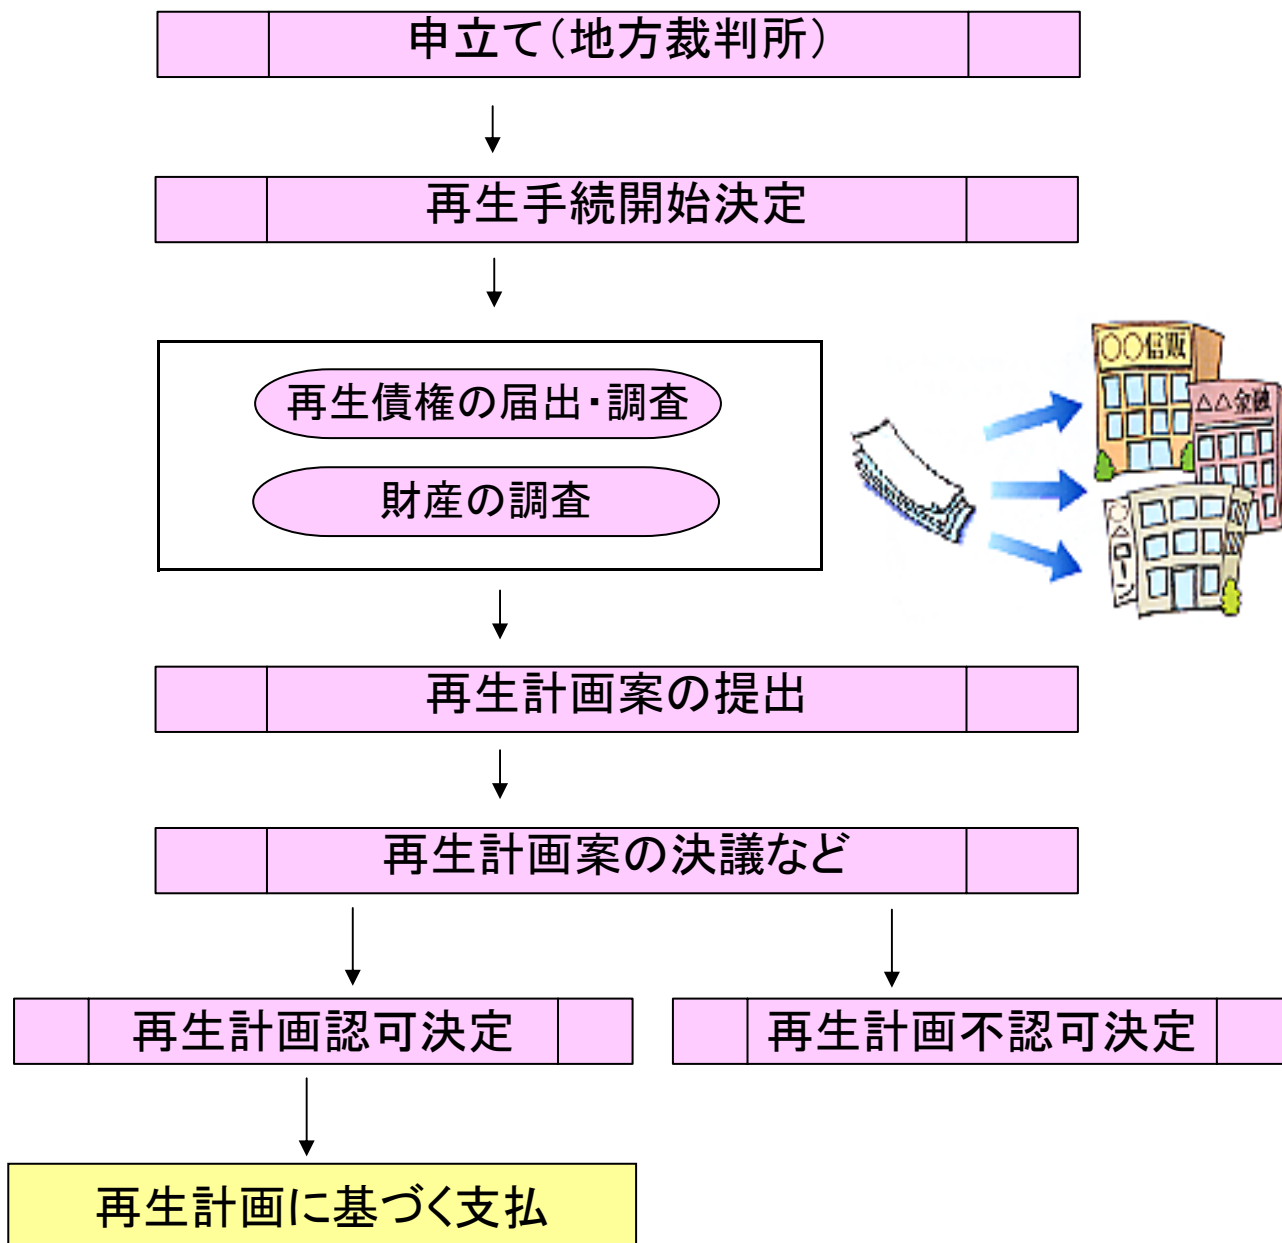 申立て（地方裁判所）
再生手続開始決定
再生債権の届出・調査
財産の調査
○○信販
△△金融
○△ローン
再生計画案の提出
再生計画案の決議など
再生計画認可決定
再生計画不認可決定
再生計画に基づく支払